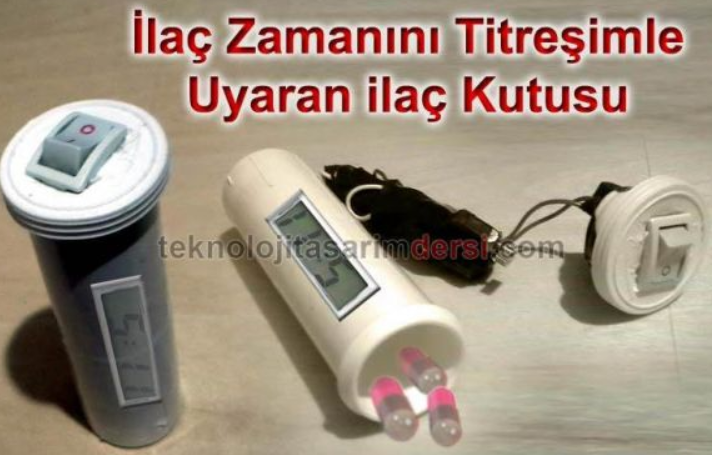 İlaç Zamanını Titreşimle
Uyaran ilaç Kutusu
teknolojitasarimdersi.com